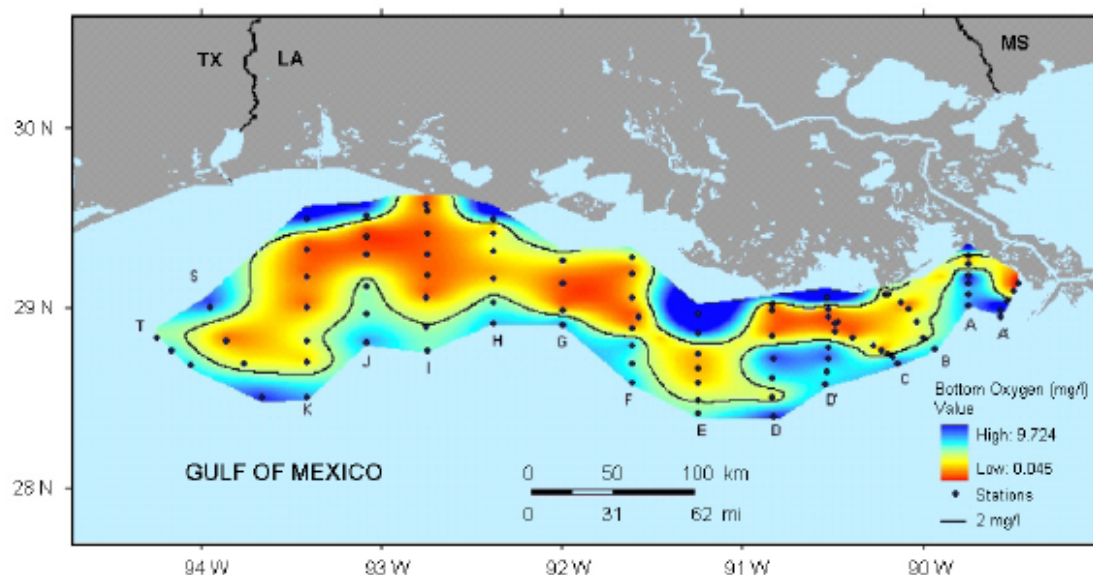 TX
LA
MS
30 N
29 N
28 N
S
T
K
J
I
H
G
F
E
D
D'
C
B
A
A'
GULF OF MEXICO
0 50 100 km
0 31 62 mi
Bottom Oxygen (mg/l)
Value
High: 9.724
Low: 0.045
Stations
2 mg/l
94 W 93 W 92 W 91 W 90 W